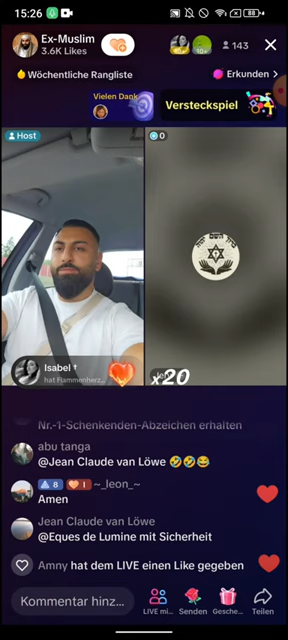 15:26
88
Ex-Muslim
3.6K Likes
143
Wöchentliche Rangliste
Erkunden
Vielen Dank
Versteckspiel
Host
0
Isabel †
hat Flammenherz..
x20
Nr.-1-Schenkenden-Abzeichen erhalten
abu tanga
@Jean Claude van Löwe 🤣🤣😂
8
1
~_leon_~
Amen
Jean Claude van Löwe
@Eques de Lumine mit Sicherheit
Amny hat dem LIVE einen Like gegeben
Kommentar hinz...
LIVE mi...
Senden
Gesche...
Teilen